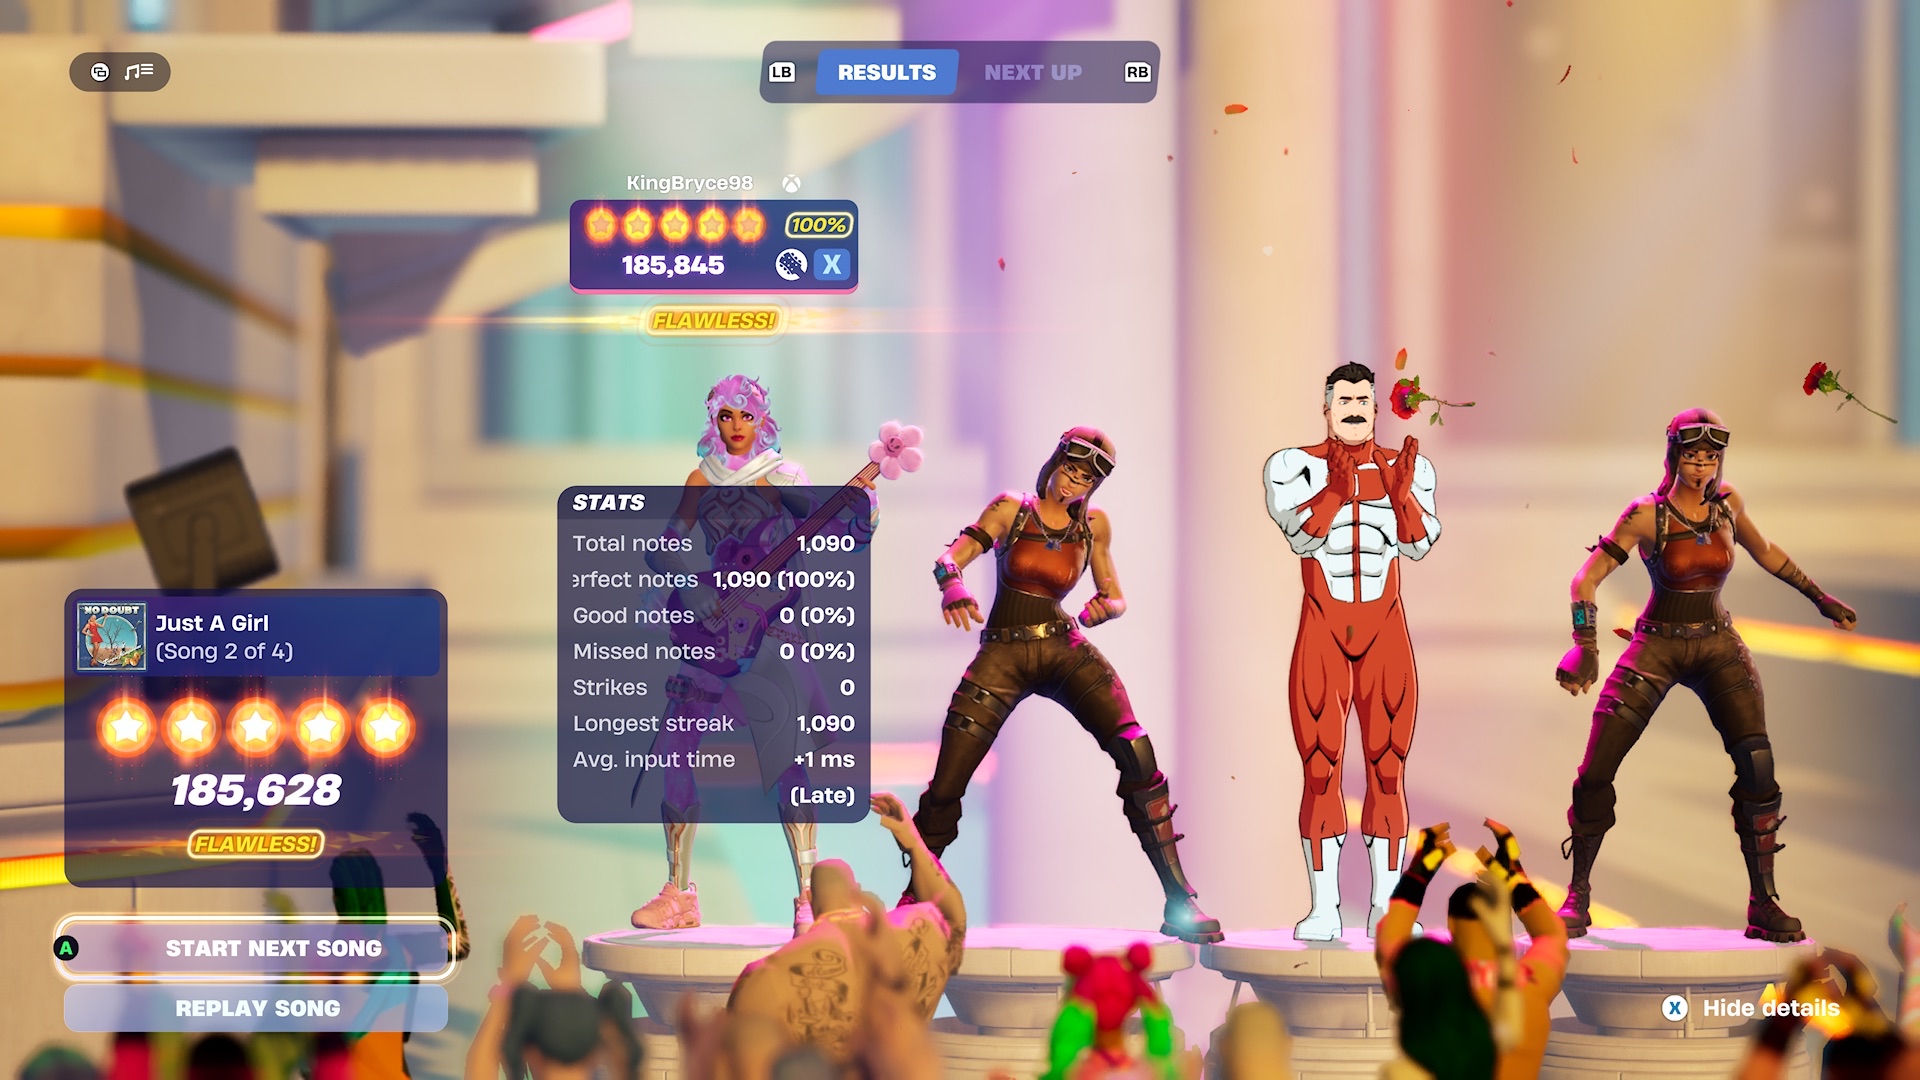 LB RESULTS NEXT UP RB
KingBryce98
100%
185,845 X
FLAWLESS!
STATS
Total notes 1,090
erfect notes 1,090 (100%)
Good notes 0 (0%)
Missed notes 0 (0%)
Strikes 0
Longest streak 1,090
Avg. input time +1 ms
(Late)
NO DOUBT
Just A Girl
(Song 2 of 4)
185,628
FLAWLESS!
A START NEXT SONG
REPLAY SONG
X Hide details